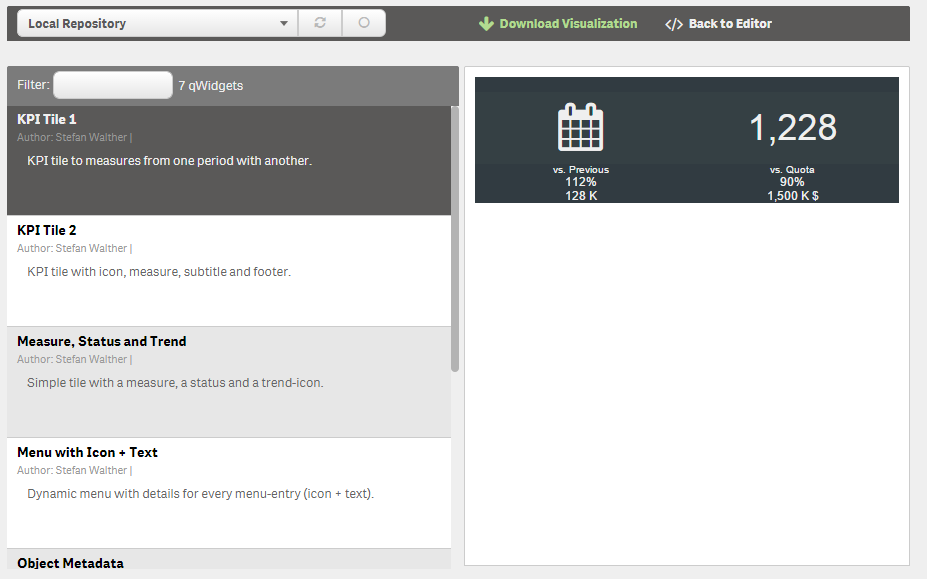 Local Repository
Download Visualization
</> Back to Editor
Filter:
7 qWidgets
KPI Tile 1
Author: Stefan Walther |
KPI tile to measures from one period with another.
KPI Tile 2
Author: Stefan Walther |
KPI tile with icon, measure, subtitle and footer.
Measure, Status and Trend
Author: Stefan Walther |
Simple tile with a measure, a status and a trend-icon.
Menu with Icon + Text
Author: Stefan Walther |
Dynamic menu with details for every menu-entry (icon + text).
Object Metadata
1,228
vs. Previous
112%
128 K
vs. Quota
90%
1,500 K $